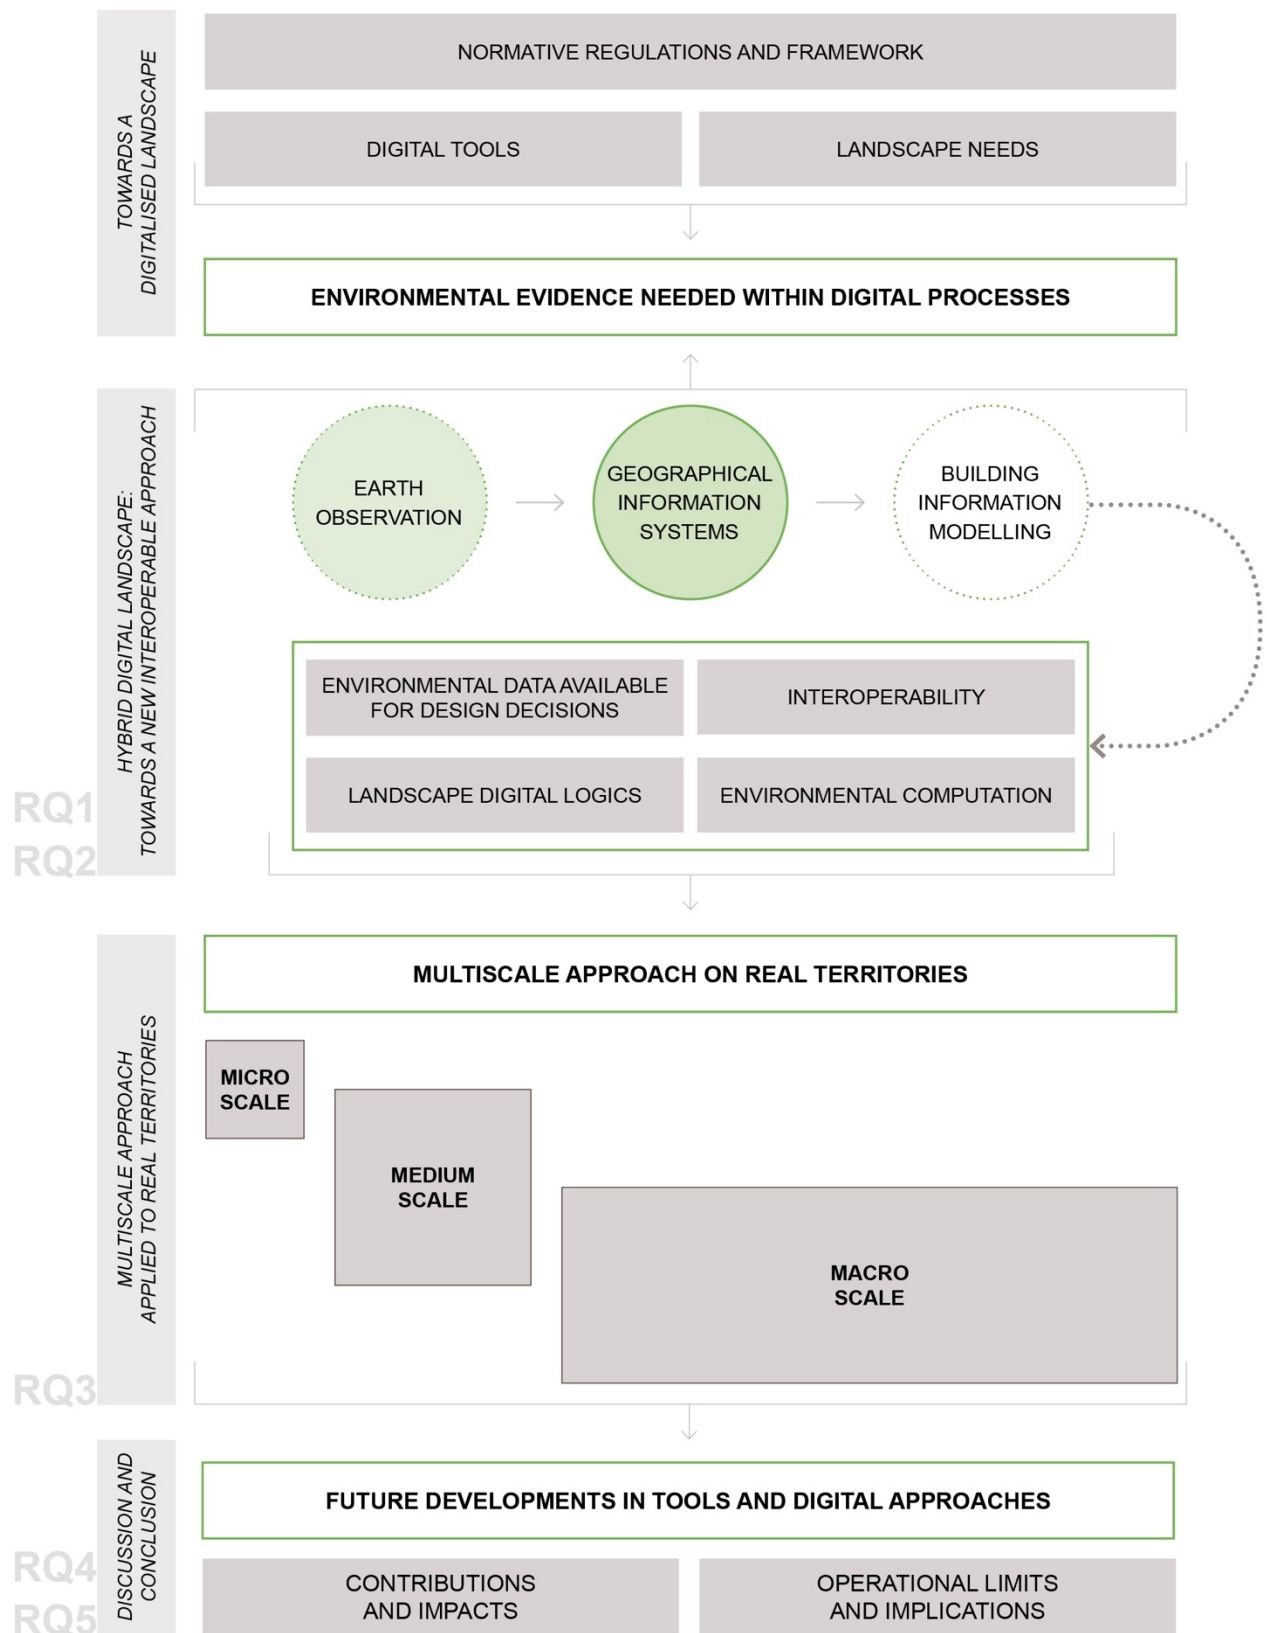 TOWARDS A
DIGITALISED LANDSCAPE
NORMATIVE REGULATIONS AND FRAMEWORK
DIGITAL TOOLS
LANDSCAPE NEEDS
ENVIRONMENTAL EVIDENCE NEEDED WITHIN DIGITAL PROCESSES
HYBRID DIGITAL LANDSCAPE:
TOWARDS A NEW INTEROPERABLE APPROACH
EARTH
OBSERVATION
GEOGRAPHICAL
INFORMATION
SYSTEMS
BUILDING
INFORMATION
MODELLING
ENVIRONMENTAL DATA AVAILABLE
FOR DESIGN DECISIONS
INTEROPERABILITY
LANDSCAPE DIGITAL LOGICS
ENVIRONMENTAL COMPUTATION
RQ1
RQ2
MULTISCALE APPROACH
APPLIED TO REAL TERRITORIES
MULTISCALE APPROACH ON REAL TERRITORIES
MICRO
SCALE
MEDIUM
SCALE
MACRO
SCALE
RQ3
DISCUSSION AND
CONCLUSION
FUTURE DEVELOPMENTS IN TOOLS AND DIGITAL APPROACHES
RQ4
RQ5
CONTRIBUTIONS
AND IMPACTS
OPERATIONAL LIMITS
AND IMPLICATIONS